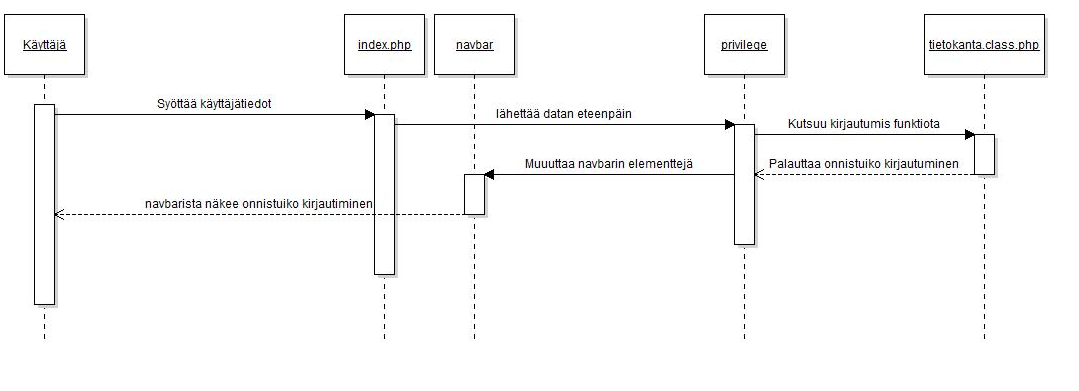 Käyttäjä
index.php
navbar
privilege
tietokanta.class.php
Syöttää käyttäjätiedot
lähettää datan eteenpäin
Kutsuu kirjautumis funktiota
Muuuttaa navbarin elementtejä
Palauttaa onnistuiko kirjautuminen
navbarista näkee onnistuiko kirjautiminen